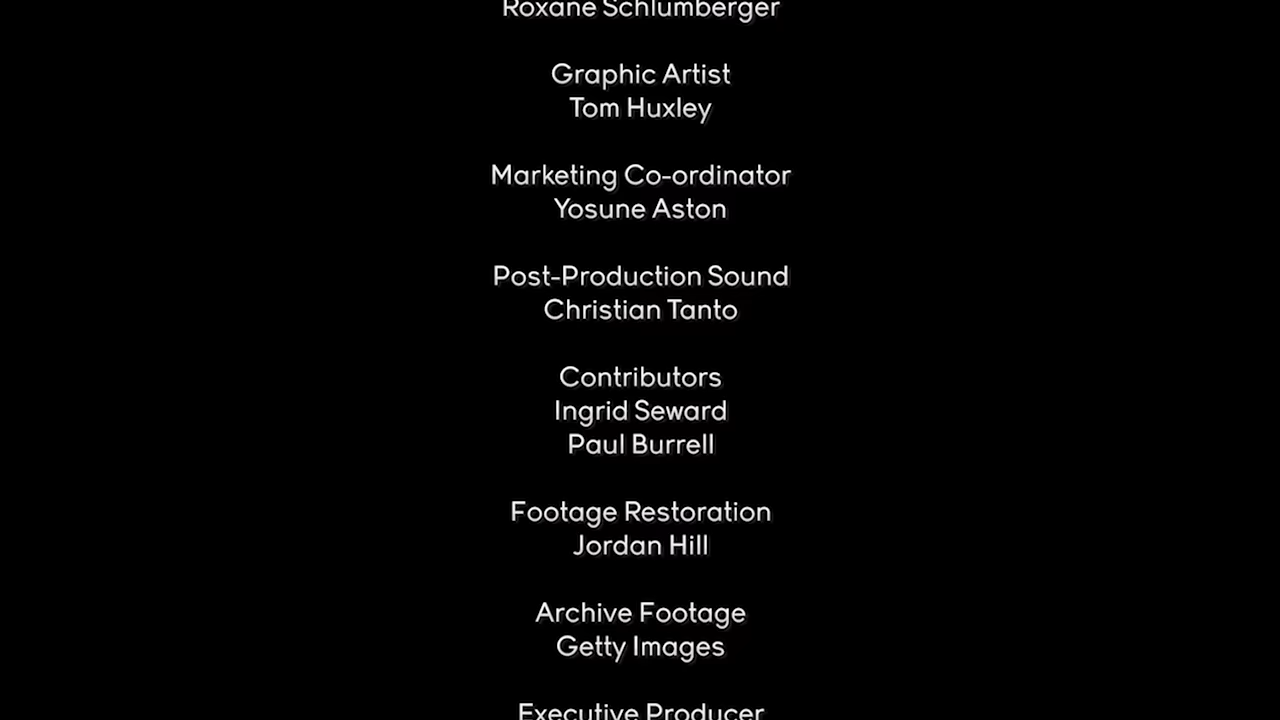 Roxane Schlumberger
Graphic Artist
Tom Huxley
Marketing Co-ordinator
Yosune Aston
Post-Production Sound
Christian Tanto
Contributors
Ingrid Seward
Paul Burrell
Footage Restoration
Jordan Hill
Archive Footage
Getty Images
Executive Producer